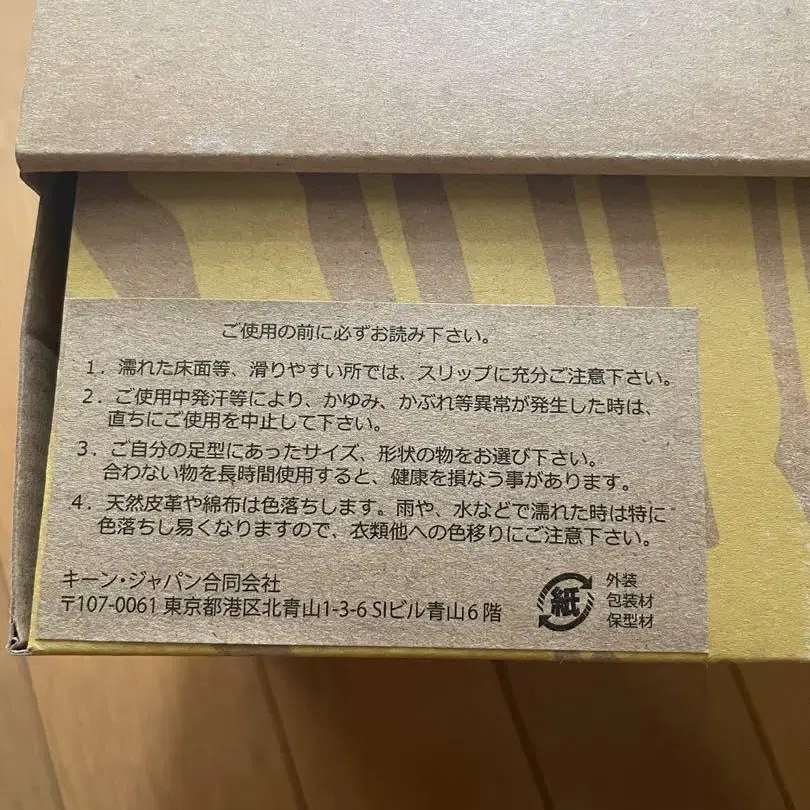 ご使用の前に必ずお読み下さい。
1．濡れた床面等、滑りやすい所では、スリップに充分ご注意下さい。
2．ご使用中発汗等により、かゆみ、かぶれ等異常が発生した時は、
直ちにご使用を中止して下さい。
3．ご自分の足型にあったサイズ、形状の物をお選び下さい。
合わない物を長時間使用すると、健康を損なう事があります。
4．天然皮革や綿布は色落ちします。雨や、水などで濡れた時は特に
色落ちし易くなりますので、衣類他への色移りにご注意下さい。
キーン・ジャパン合同会社
〒107-0061 東京都港区北青山1-3-6 SIビル青山6階
紙
外装
包装材
保型材